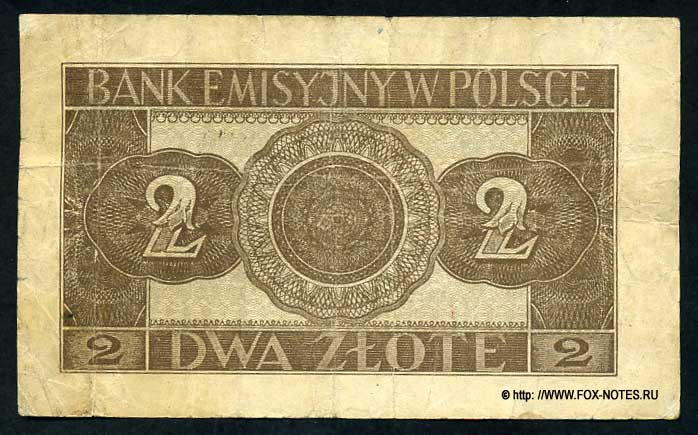 BANK EMISYJNY W POLSCE
2 2
2 DWA ZŁOTE 2
© http: //WWW.FOX-NOTES.RU